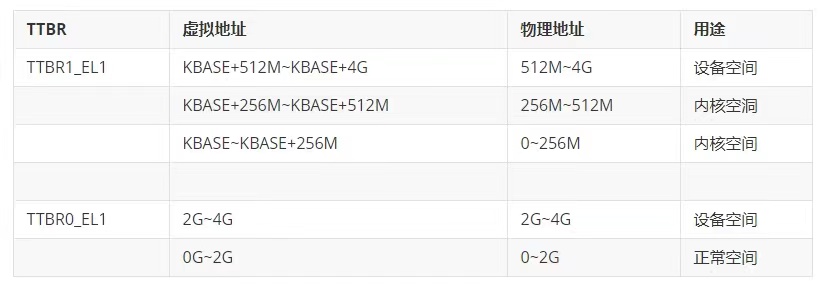 TTBR 虚拟地址 物理地址 用途
TTBR1_EL1 KBASE+512M~KBASE+4G 512M~4G 设备空间
KBASE+256M~KBASE+512M 256M~512M 内核空洞
KBASE~KBASE+256M 0~256M 内核空间
TTBR0_EL1 2G~4G 2G~4G 设备空间
0G~2G 0~2G 正常空间